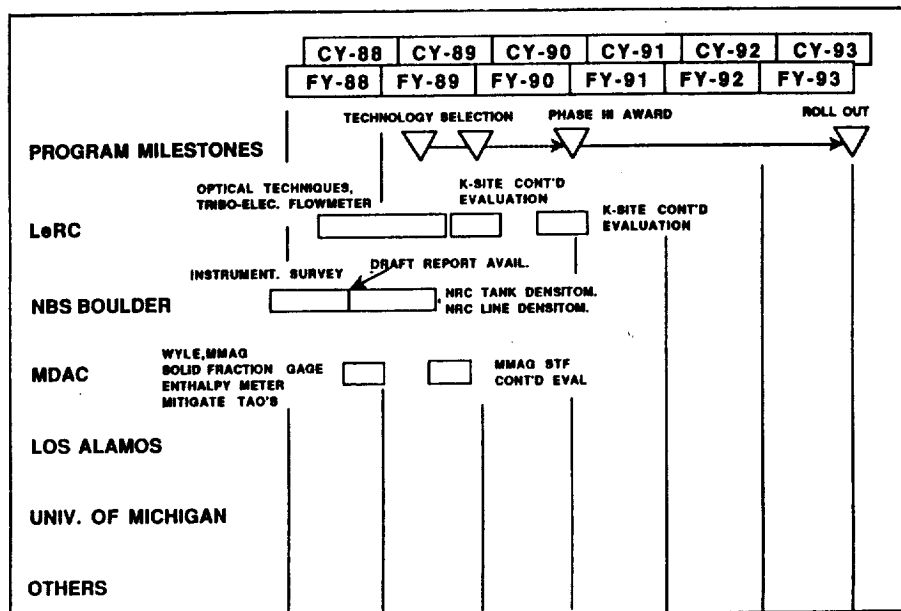 CY-88 CY-89 CY-90 CY-91 CY-92 CY-93
FY-88 FY-89 FY-90 FY-91 FY-92 FY-93
TECHNOLOGY SELECTION PHASE III AWARD ROLL OUT
PROGRAM MILESTONES
OPTICAL TECHNIQUES,
TRIBO-ELEC. FLOWMETER
K-SITE CONT'D
EVALUATION
LeRC
K-SITE CONT'D
EVALUATION
INSTRUMENT. SURVEY
DRAFT REPORT AVAIL.
NBS BOULDER
NRC TANK DENSITOM.
NRC LINE DENSITOM.
MDAC
WYLE,MMAG
SOLID FRACTION GAGE
ENTHALPY METER
MITIGATE TAO'S
MMAG STF
CONT'D EVAL
LOS ALAMOS
UNIV. OF MICHIGAN
OTHERS